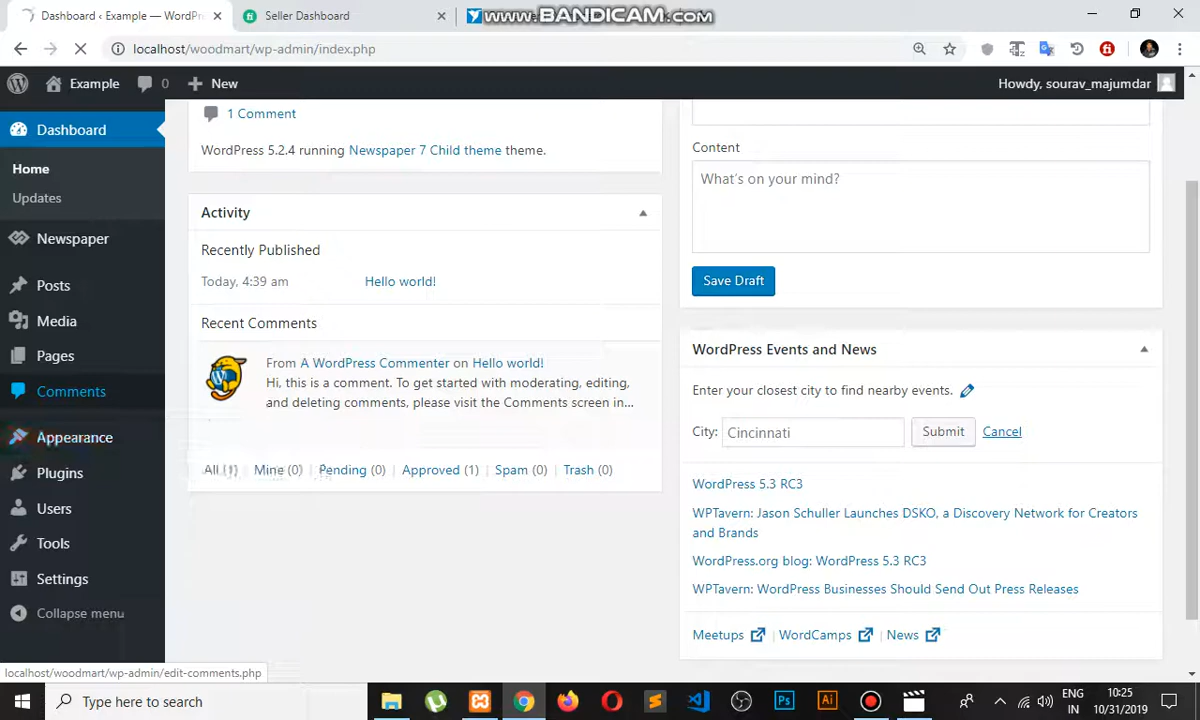 Dashboard ‹ Example — WordPr
Seller Dashboard
www.BANDICAM.com
localhost/woodmart/wp-admin/index.php
Example
0
New
Howdy, sourav_majumdar
Dashboard
Home
Updates
Newspaper
Posts
Media
Pages
Comments
Appearance
Plugins
Users
Tools
Settings
Collapse menu
1 Comment
WordPress 5.2.4 running Newspaper 7 Child theme theme.
Activity
Recently Published
Today, 4:39 am Hello world!
Recent Comments
From A WordPress Commenter on Hello world!
Hi, this is a comment. To get started with moderating, editing,
and deleting comments, please visit the Comments screen in…
All (1) | Mine (0) | Pending (0) | Approved (1) | Spam (0) | Trash (0)
Content
What's on your mind?
Save Draft
WordPress Events and News
Enter your closest city to find nearby events.
City: Cincinnati Submit Cancel
WordPress 5.3 RC3
WPTavern: Jason Schuller Launches DSKO, a Discovery Network for Creators
and Brands
WordPress.org blog: WordPress 5.3 RC3
WPTavern: WordPress Businesses Should Send Out Press Releases
Meetups | WordCamps | News
localhost/woodmart/wp-admin/edit-comments.php
Type here to search
Ps
Ai
ENG
IN
10:25
10/31/2019